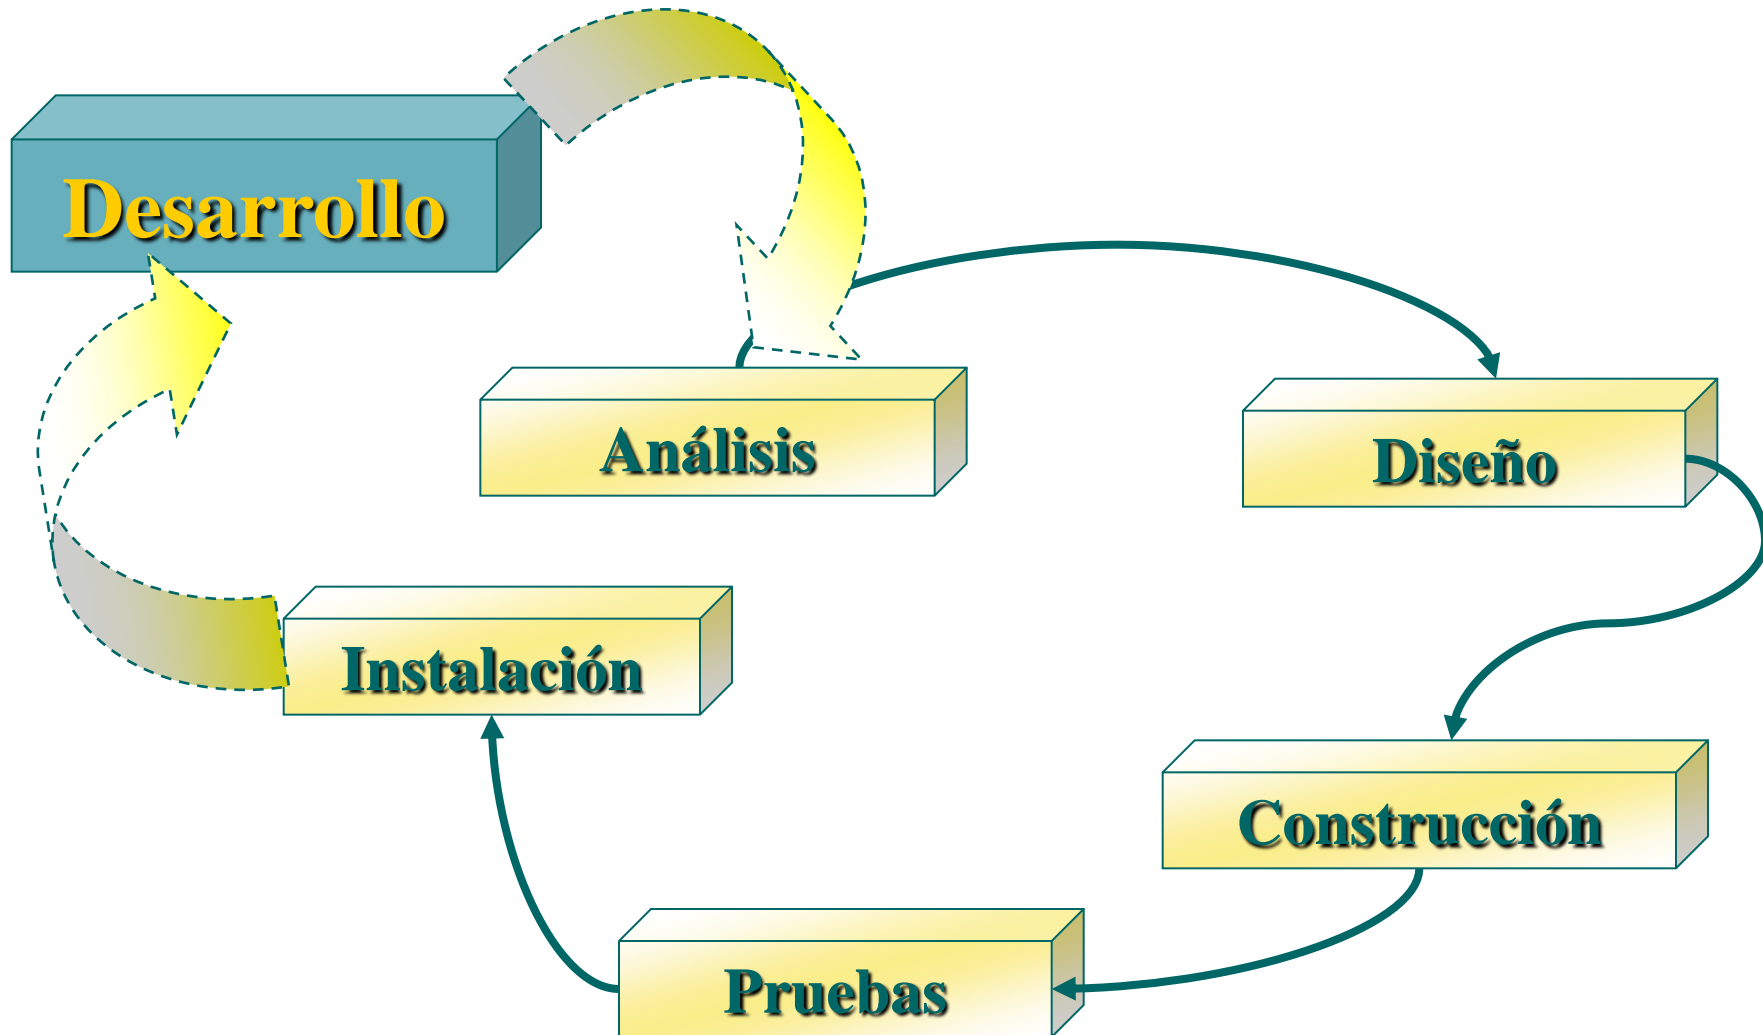 Desarrollo
Análisis
Diseño
Instalación
Construcción
Pruebas